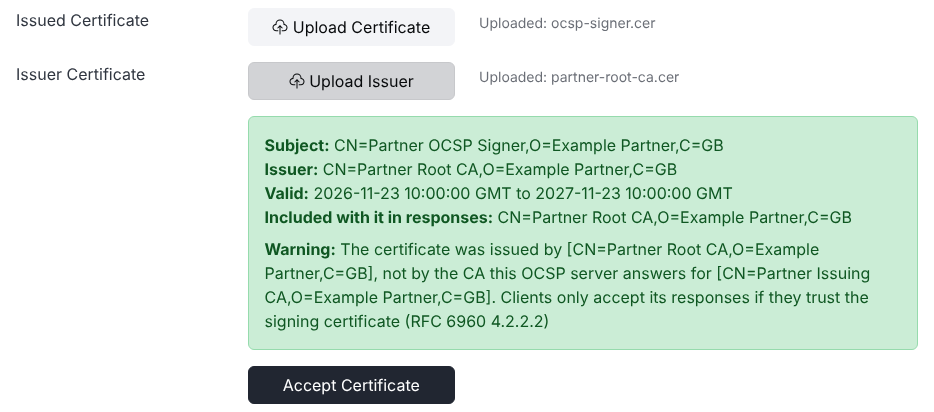 Issued Certificate
Upload Certificate
Uploaded: ocsp-signer.cer
Issuer Certificate
Upload Issuer
Uploaded: partner-root-ca.cer
Subject: CN=Partner OCSP Signer,O=Example Partner,C=GB
Issuer: CN=Partner Root CA,O=Example Partner,C=GB
Valid: 2026-11-23 10:00:00 GMT to 2027-11-23 10:00:00 GMT
Included with it in responses: CN=Partner Root CA,O=Example Partner,C=GB
Warning: The certificate was issued by [CN=Partner Root CA,O=Example
Partner,C=GB], not by the CA this OCSP server answers for [CN=Partner Issuing
CA,O=Example Partner,C=GB]. Clients only accept its responses if they trust the
signing certificate (RFC 6960 4.2.2.2)
Accept Certificate